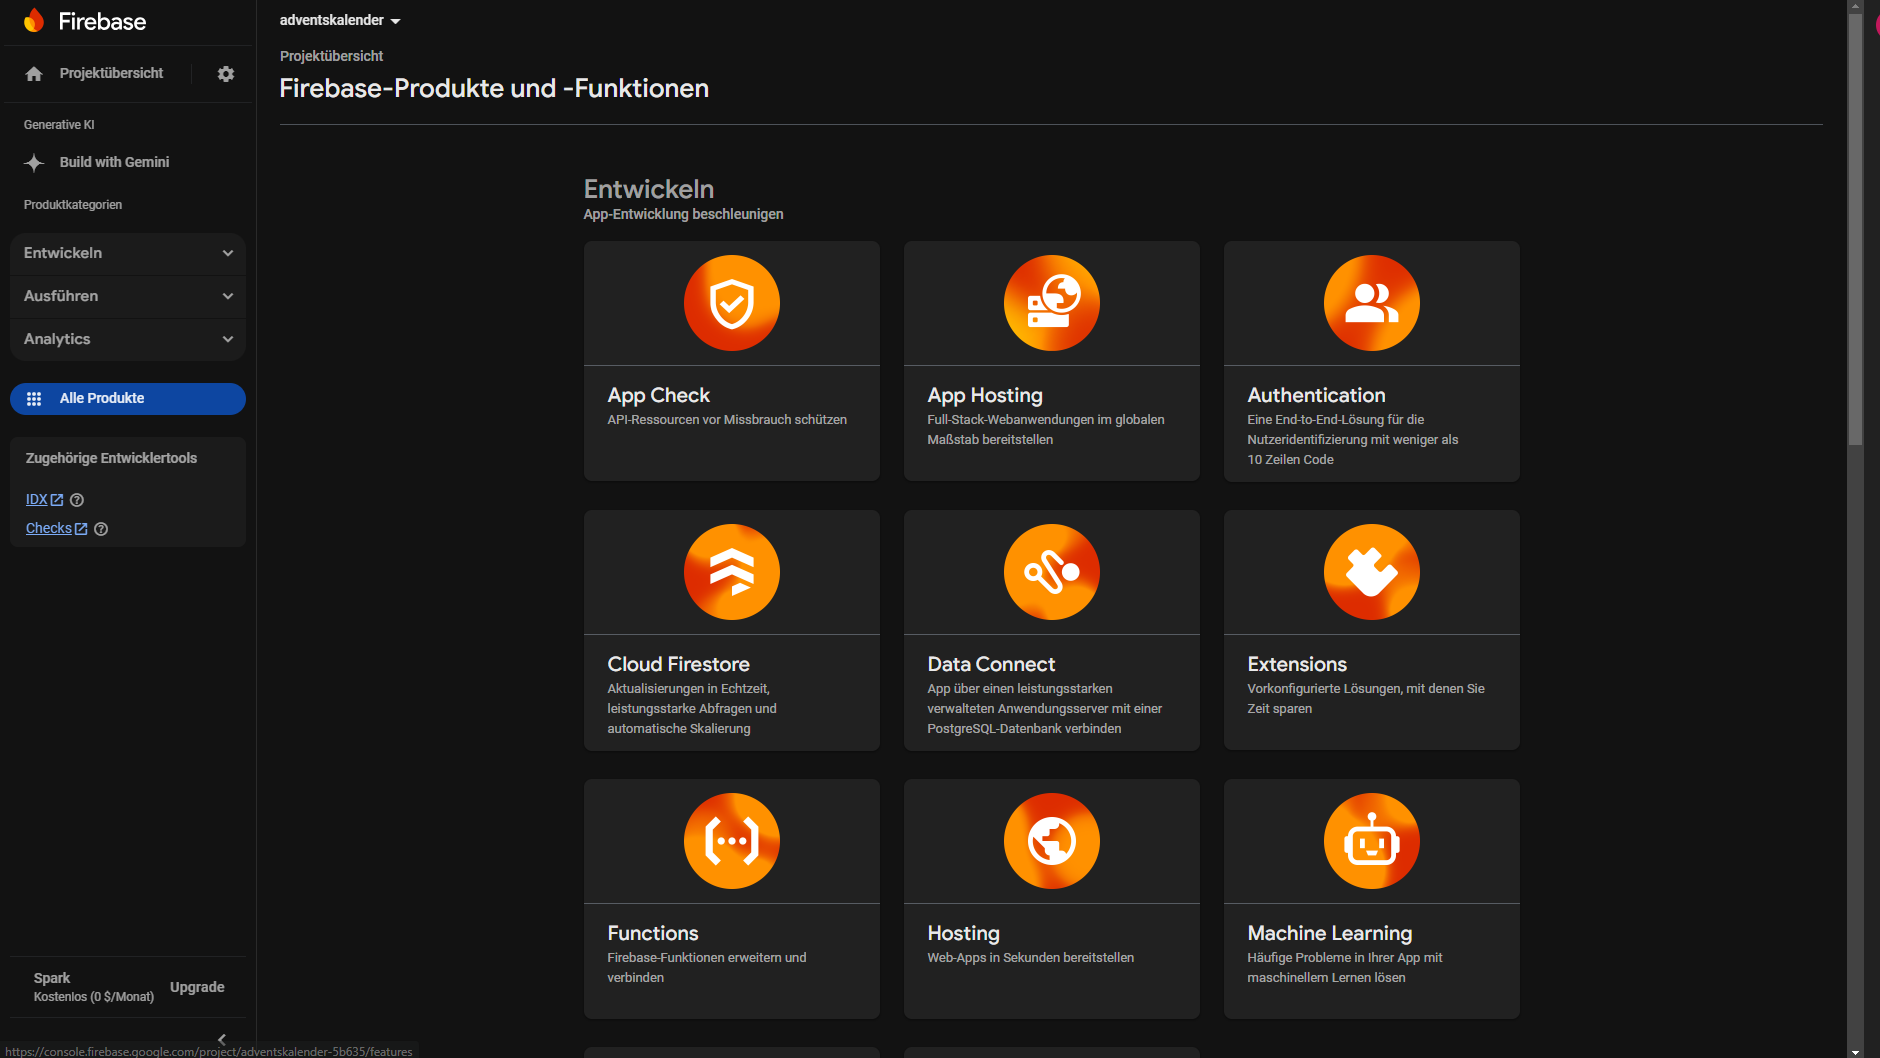 Firebase
Projektübersicht
Generative KI
Build with Gemini
Produktkategorien
Entwickeln
Ausführen
Analytics
Alle Produkte
Zugehörige Entwicklertools
IDX
Checks
Spark
Kostenlos (0 $/Monat)
Upgrade
https://console.firebase.google.com/project/adventskalender-5b635/features
adventskalender
Projektübersicht
Firebase-Produkte und -Funktionen
Entwickeln
App-Entwicklung beschleunigen
App Check
API-Ressourcen vor Missbrauch schützen
App Hosting
Full-Stack-Webanwendungen im globalen
Maßstab bereitstellen
Authentication
Eine End-to-End-Lösung für die
Nutzeridentifizierung mit weniger als
10 Zeilen Code
Cloud Firestore
Aktualisierungen in Echtzeit,
leistungsstarke Abfragen und
automatische Skalierung
Data Connect
App über einen leistungsstarken
verwalteten Anwendungsserver mit einer
PostgreSQL-Datenbank verbinden
Extensions
Vorkonfigurierte Lösungen, mit denen Sie
Zeit sparen
Functions
Firebase-Funktionen erweitern und
verbinden
Hosting
Web-Apps in Sekunden bereitstellen
Machine Learning
Häufige Probleme in Ihrer App mit
maschinellem Lernen lösen